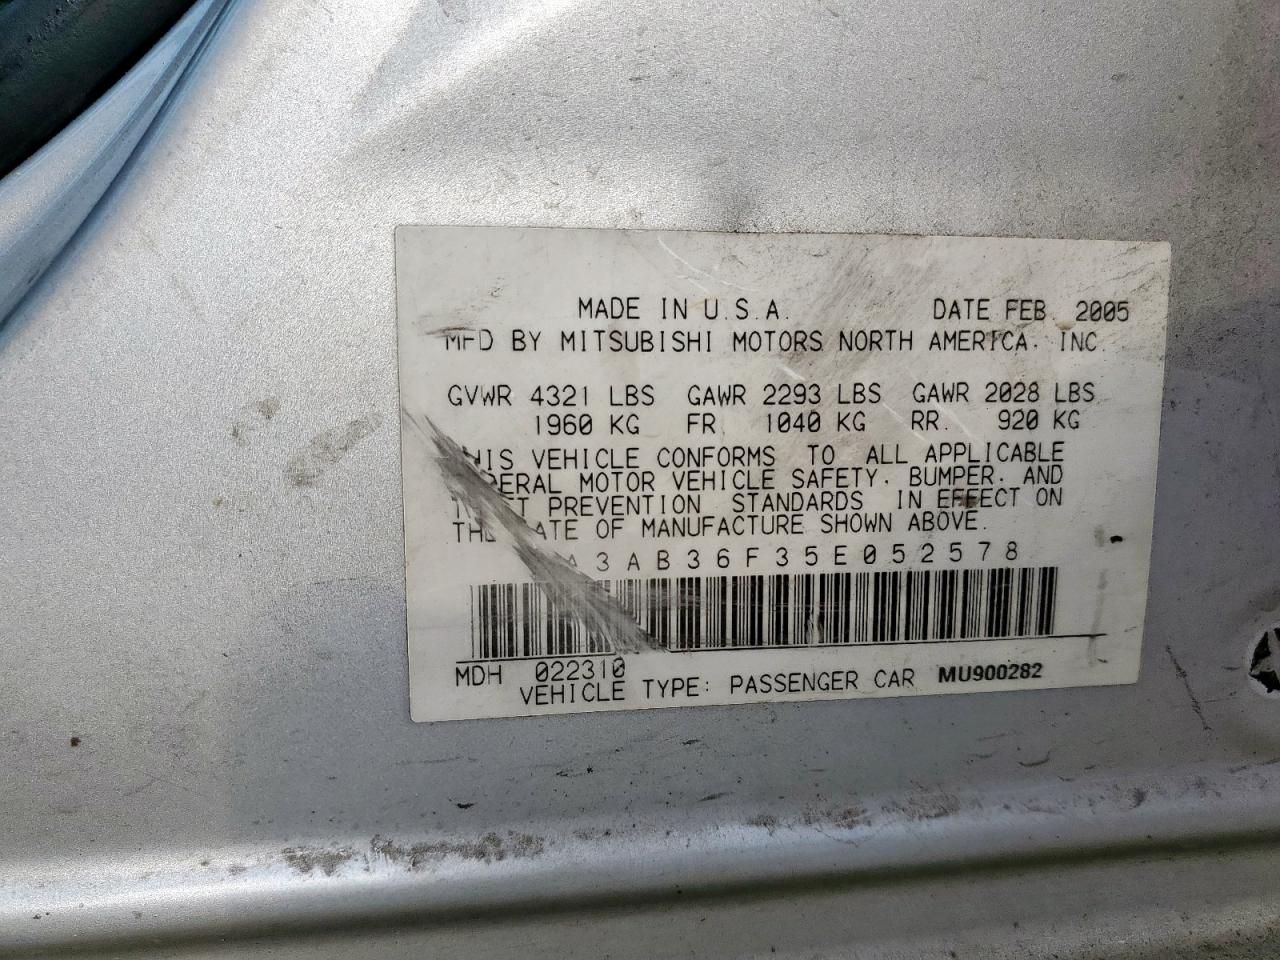 MADE IN U.S.A. DATE FEB. 2005
MFD BY MITSUBISHI MOTORS NORTH AMERICA, INC.
GVWR 4321 LBS GAWR 2293 LBS GAWR 2028 LBS
1960 KG FR. 1040 KG RR. 920 KG
VEHICLE CONFORMS TO ALL APPLICABLE
MOTOR VEHICLE SAFETY, BUMPER, AND
PREVENTION STANDARDS IN EFFECT ON
OF MANUFACTURE SHOWN ABOVE.
A3AB36F35E052578
MDH 022310
VEHICLE TYPE: PASSENGER CAR MU900282